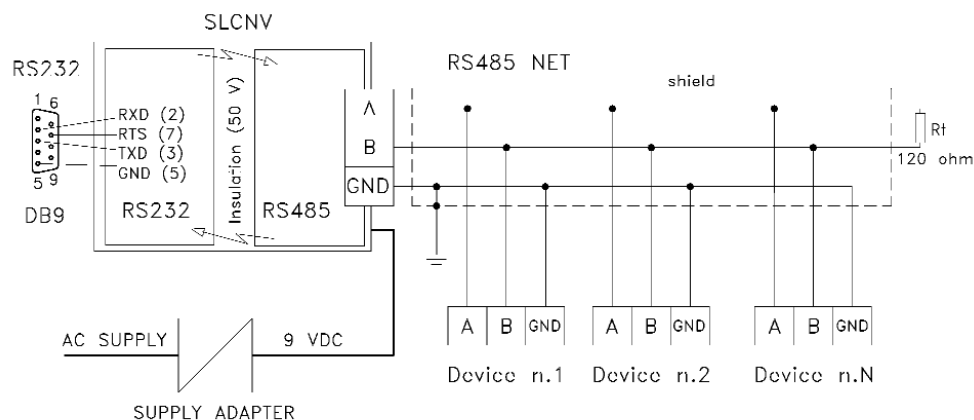 SLCNV
RS232
1
6
RXD (2)
RTS (7)
TXD (3)
GND (5)
5
9
DB9
RS232
Insulation (50 V)
RS485
A
B
GND
RS485 NET
shield
Rt
120 ohm
A B GND
A B GND
A B GND
Device n.1
Device n.2
Device n.N
AC SUPPLY
9 VDC
SUPPLY ADAPTER